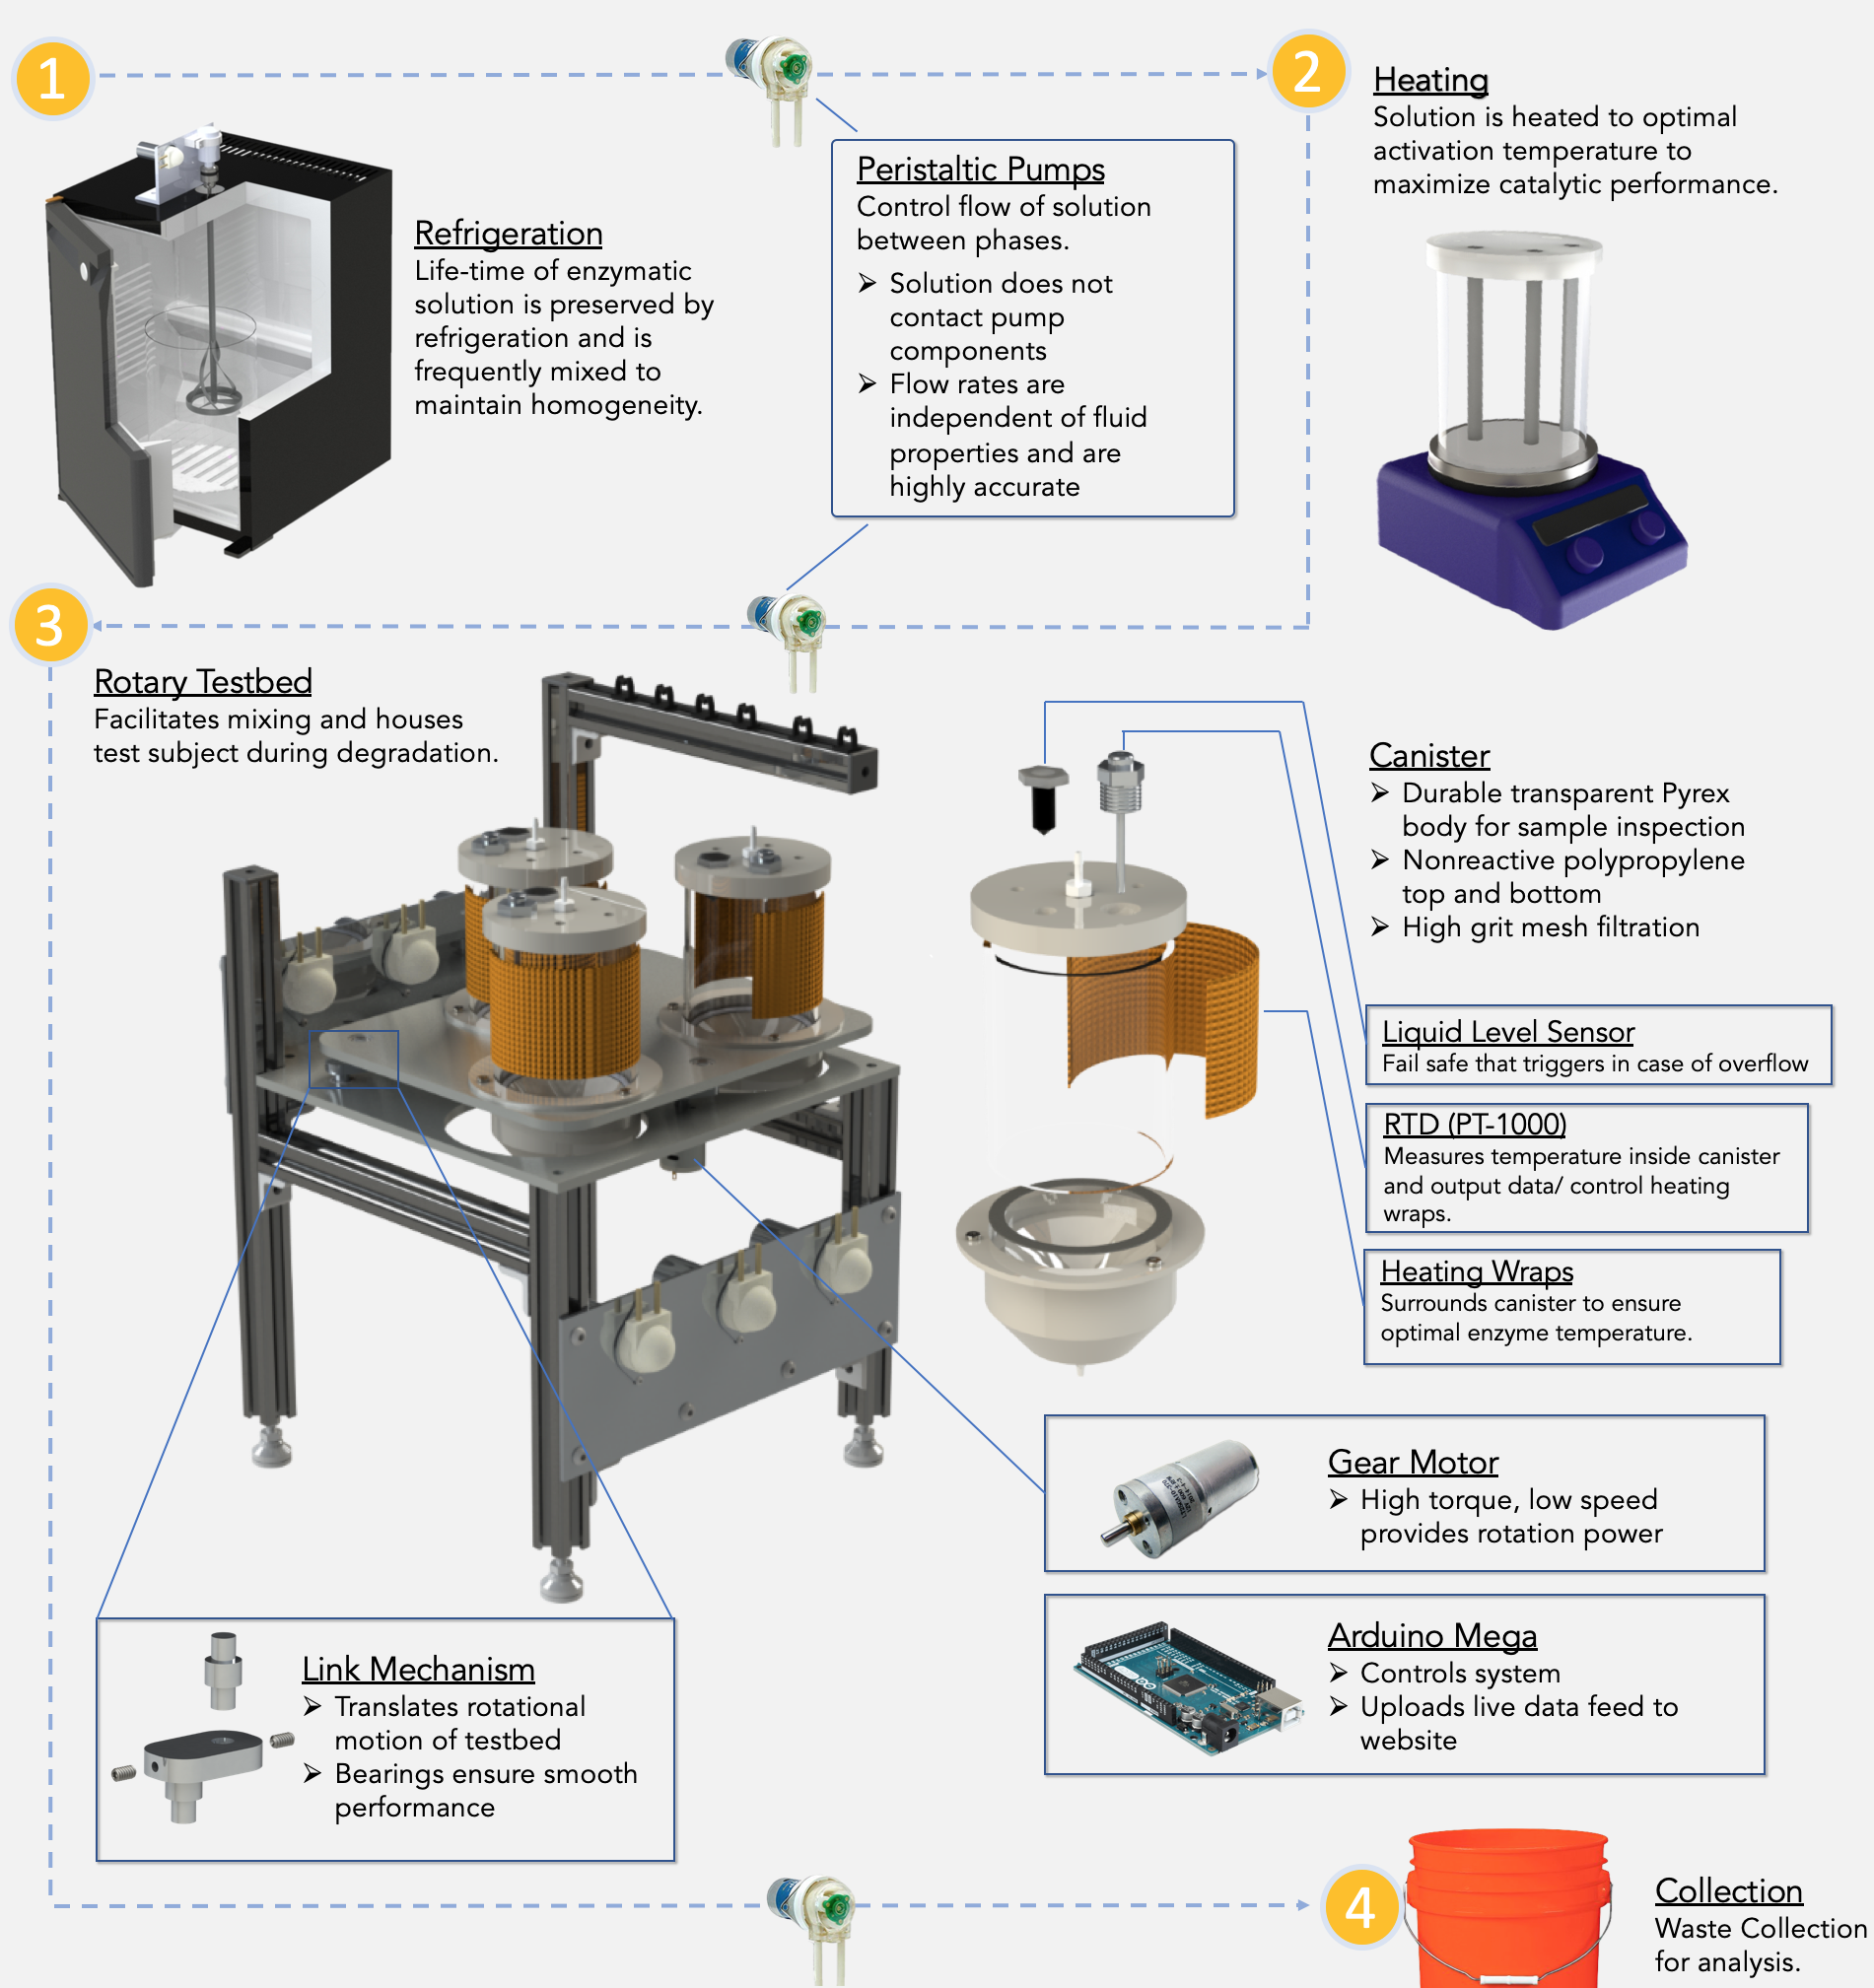 1
2
Heating
Solution is heated to optimal
activation temperature to
maximize catalytic performance.
Peristaltic Pumps
Control flow of solution
between phases.
➢ Solution does not
contact pump
components
➢ Flow rates are
independent of fluid
properties and are
highly accurate
Refrigeration
Life-time of enzymatic
solution is preserved by
refrigeration and is
frequently mixed to
maintain homogeneity.
3
Rotary Testbed
Facilitates mixing and houses
test subject during degradation.
Canister
➢ Durable transparent Pyrex
body for sample inspection
➢ Nonreactive polypropylene
top and bottom
➢ High grit mesh filtration
Liquid Level Sensor
Fail safe that triggers in case of overflow
RTD (PT-1000)
Measures temperature inside canister
and output data/ control heating
wraps.
Heating Wraps
Surrounds canister to ensure
optimal enzyme temperature.
Gear Motor
➢ High torque, low speed
provides rotation power
Arduino Mega
➢ Controls system
➢ Uploads live data feed to
website
Link Mechanism
➢ Translates rotational
motion of testbed
➢ Bearings ensure smooth
performance
4
Collection
Waste Collection
for analysis.